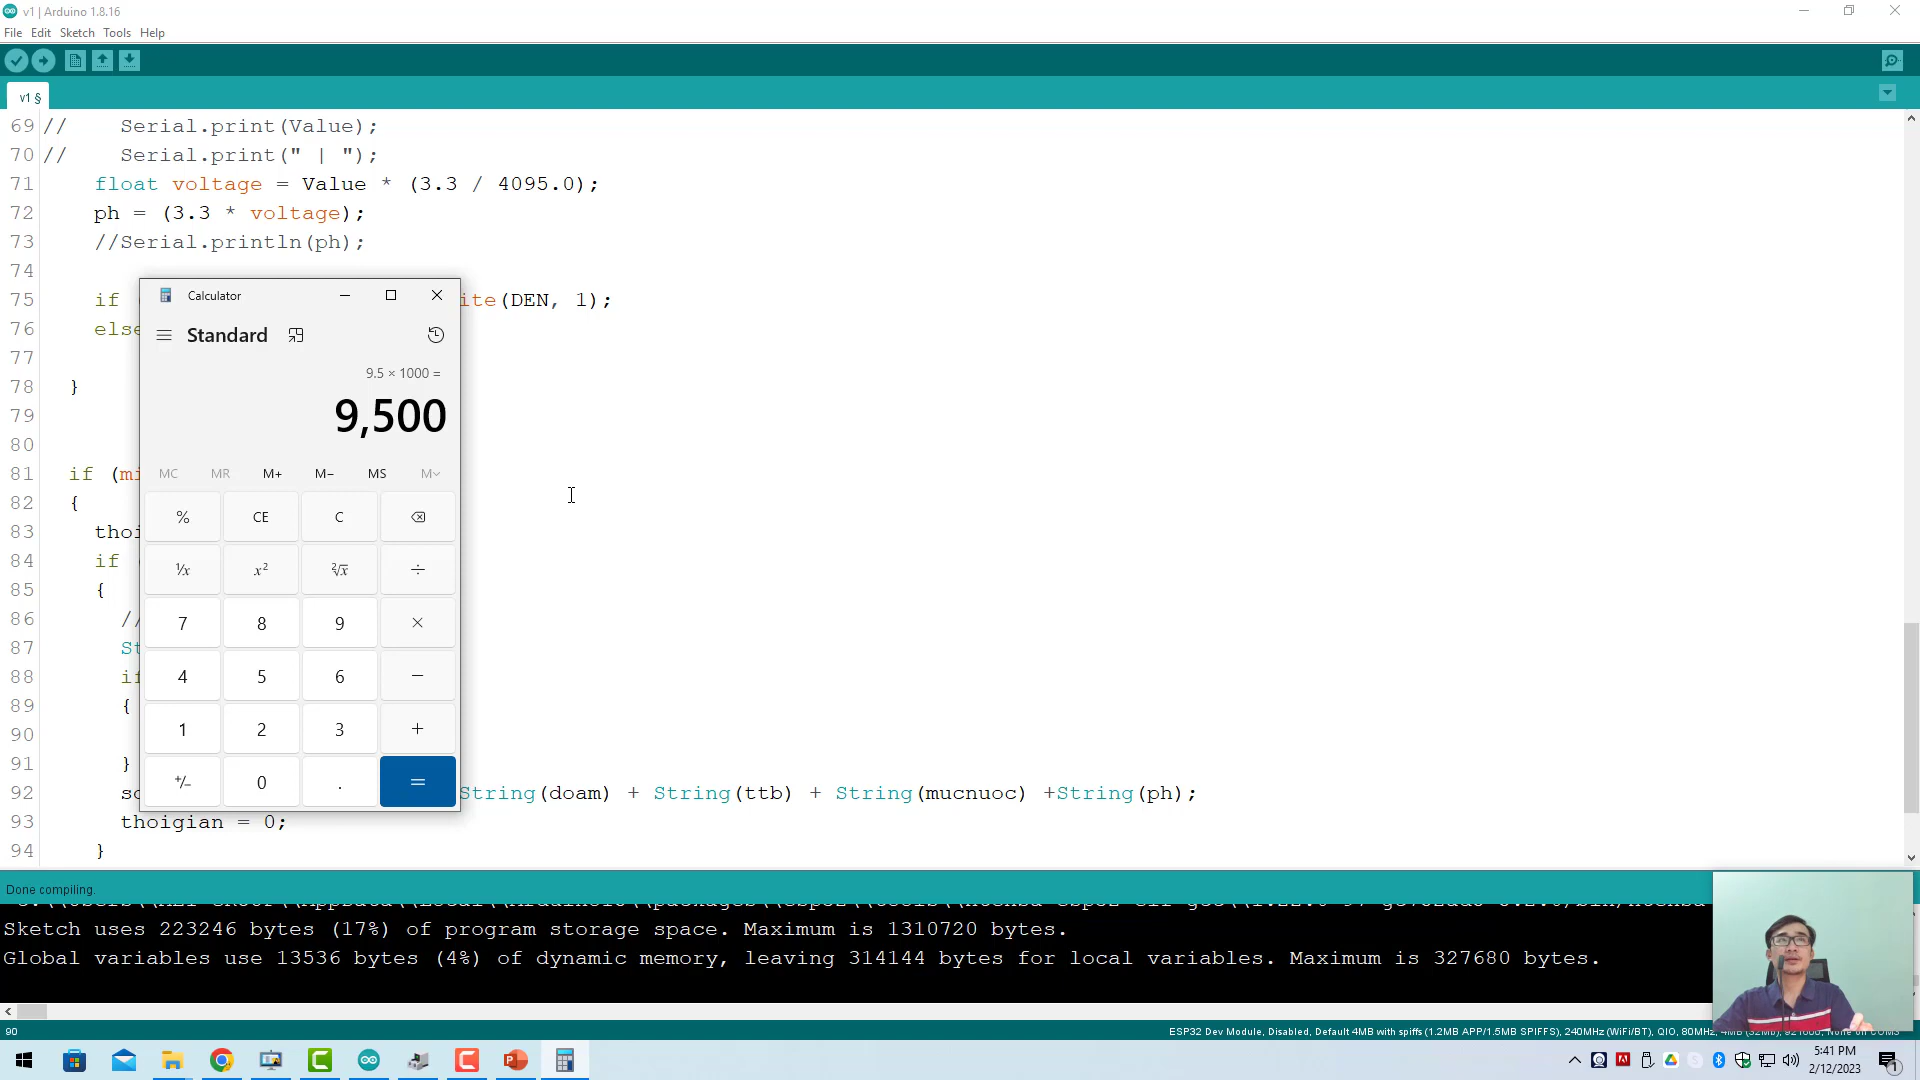 v1 | Arduino 1.8.16
File Edit Sketch Tools Help
v1 §
69 //    Serial.print(Value);
70 //    Serial.print(" | ");
71 float voltage = Value * (3.3 / 4095.0);
72 ph = (3.3 * voltage);
73 //Serial.println(ph);
74
75 if ite(DEN, 1);
76 else
77
78 }
79
80
81 if (mi
82 {
83 thoi
84 if
85 {
86 //
87 St
88 if
89 {
90
91 }
92 so String(doam) + String(ttb) + String(mucnuoc) +String(ph);
93 thoigian = 0;
94 }
Calculator
Standard
9.5 × 1000 =
9,500
MC MR M+ M− MS M
% CE C
¹/x x² ²√x ÷
7 8 9 ×
4 5 6 −
1 2 3 +
+/− 0 . =
Done compiling.
Sketch uses 223246 bytes (17%) of program storage space. Maximum is 1310720 bytes.
Global variables use 13536 bytes (4%) of dynamic memory, leaving 314144 bytes for local variables. Maximum is 327680 bytes.
90
ESP32 Dev Module, Disabled, Default 4MB with spiffs (1.2MB APP/1.5MB SPIFFS), 240MHz (WiFi/BT), QIO, 80MHz,
5:41 PM
2/12/2023
1